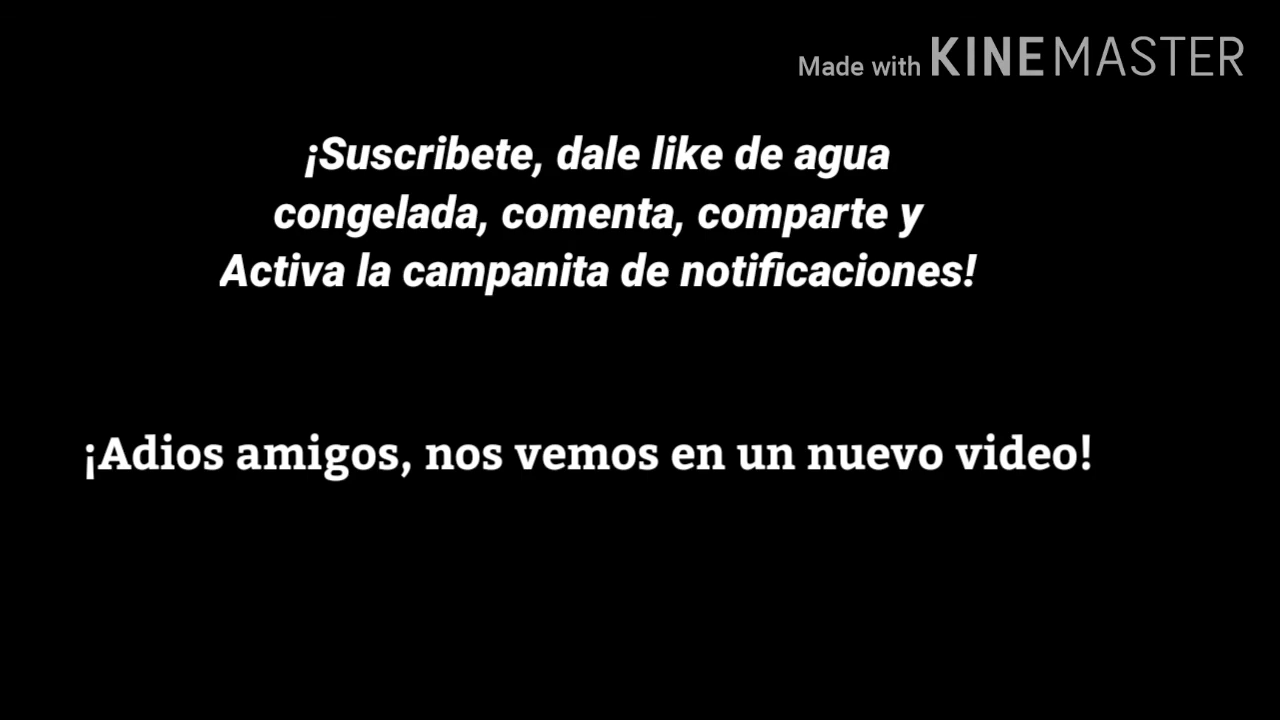 Made with KINEMASTER
¡Suscribete, dale like de agua
congelada, comenta, comparte y
Activa la campanita de notificaciones!
¡Adios amigos, nos vemos en un nuevo video!